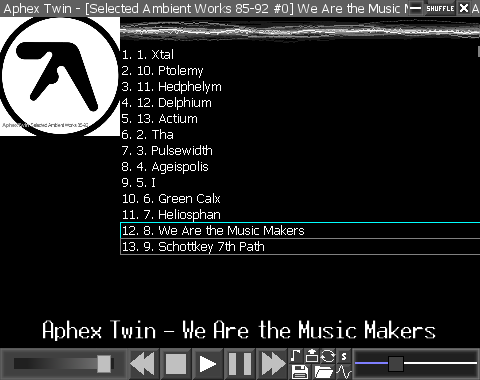 Aphex Twin - [Selected Ambient Works 85-92 #0] We Are the Music M
SHUFFLE
A
Aphex Twin Selected Ambient Works 85-92
1. 1. Xtal
2. 10. Ptolemy
3. 11. Hedphelym
4. 12. Delphium
5. 13. Actium
6. 2. Tha
7. 3. Pulsewidth
8. 4. Ageispolis
9. 5. I
10. 6. Green Calx
11. 7. Heliosphan
12. 8. We Are the Music Makers
13. 9. Schottkey 7th Path
Aphex Twin - We Are the Music Makers
S